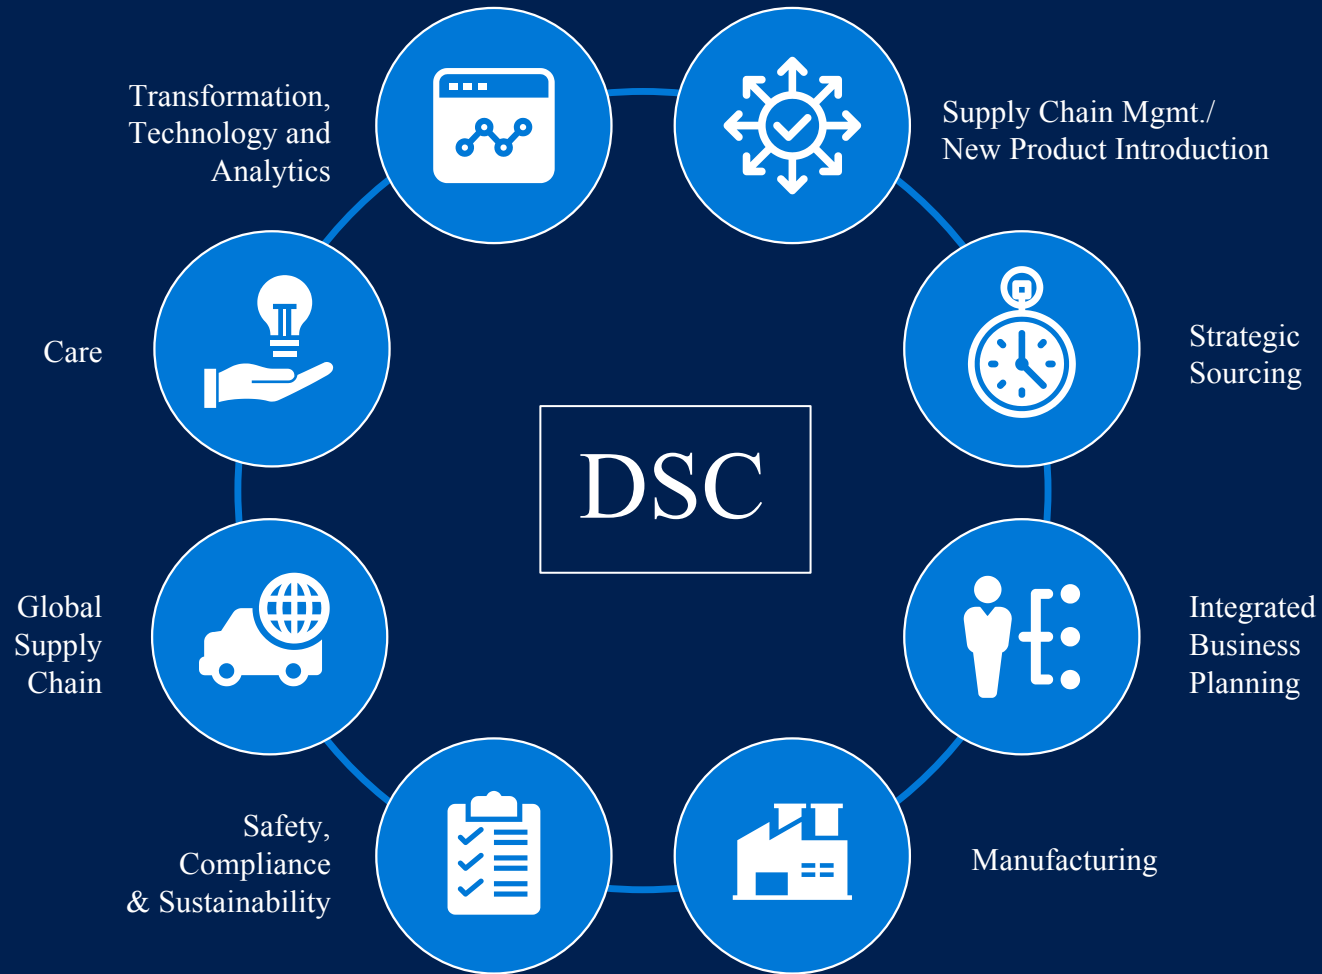 Transformation,
Technology and
Analytics
Supply Chain Mgmt./
New Product Introduction
Care
Strategic
Sourcing
DSC
Global
Supply
Chain
Integrated
Business
Planning
Safety,
Compliance
& Sustainability
Manufacturing